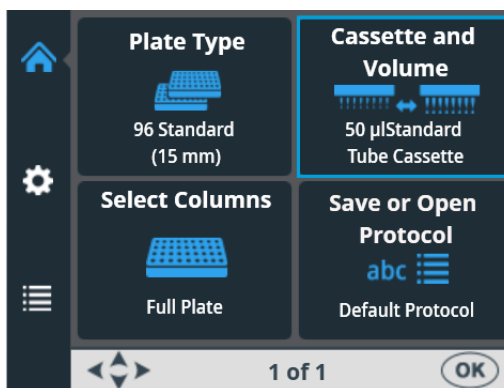 Plate Type
96 Standard
(15 mm)
Cassette and
Volume
50 µlStandard
Tube Cassette
Select Columns
Full Plate
Save or Open
Protocol
abc
Default Protocol
1 of 1
OK